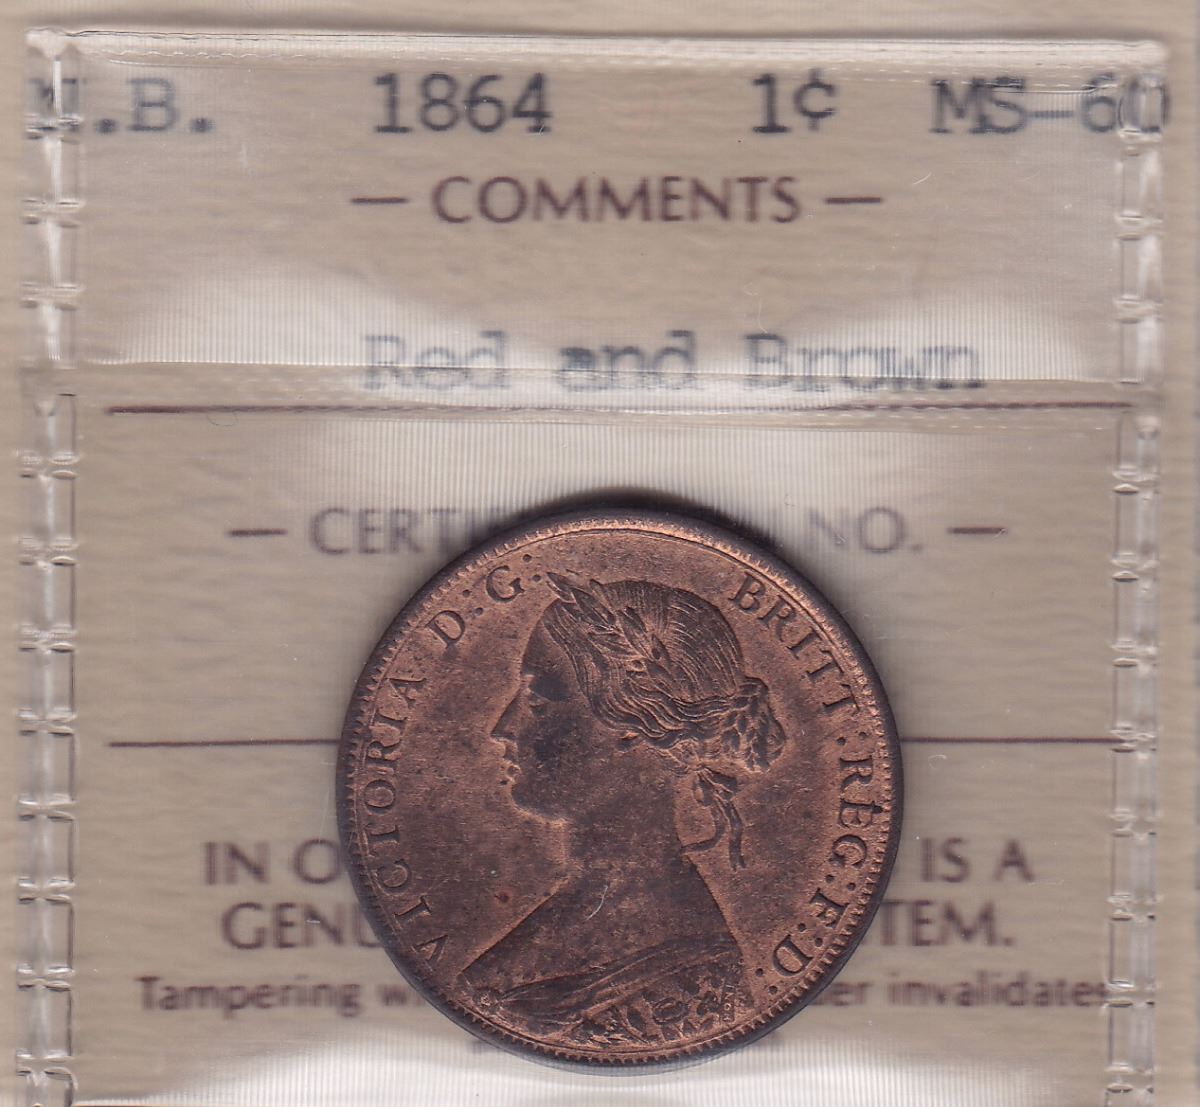 N.B. 1864 1¢ MS-60
— COMMENTS —
Red and Brown
— CERTI NO. —
VICTORIA D:G: BRITT:REG:F:D:
IN O IS A
GENU TEM.
Tampering w er invalidates